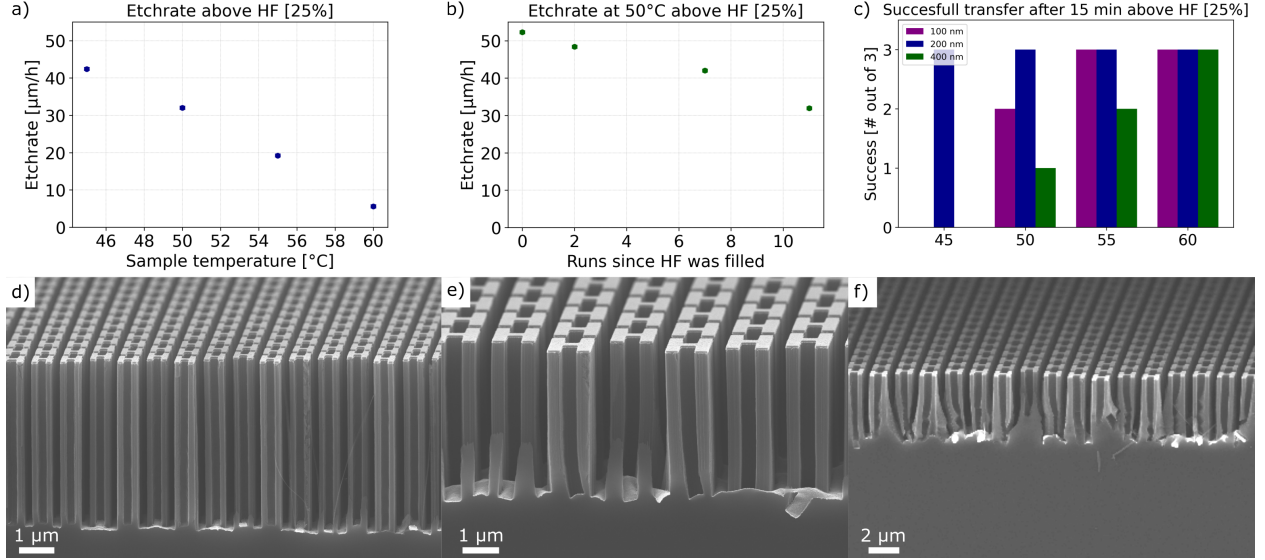 a)
Etchrate above HF [25%]
Etchrate [µm/h]
50
40
30
20
10
0
46 48 50 52 54 56 58 60
Sample temperature [°C]
b)
Etchrate at 50°C above HF [25%]
Etchrate [µm/h]
50
40
30
20
10
0
0 2 4 6 8 10
Runs since HF was filled
c)
Succesfull transfer after 15 min above HF [25%]
Success [# out of 3]
100 nm
200 nm
400 nm
3
2
1
0
45 50 55 60
d)
1 µm
e)
1 µm
f)
2 µm